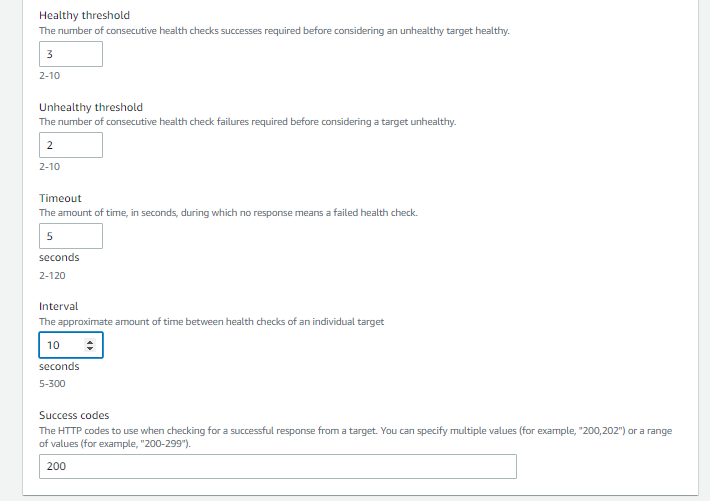 Healthy threshold
The number of consecutive health checks successes required before considering an unhealthy target healthy.
3
2-10
Unhealthy threshold
The number of consecutive health check failures required before considering a target unhealthy.
2
2-10
Timeout
The amount of time, in seconds, during which no response means a failed health check.
5
seconds
2-120
Interval
The approximate amount of time between health checks of an individual target
10
seconds
5-300
Success codes
The HTTP codes to use when checking for a successful response from a target. You can specify multiple values (for example, "200,202") or a range
of values (for example, "200-299").
200